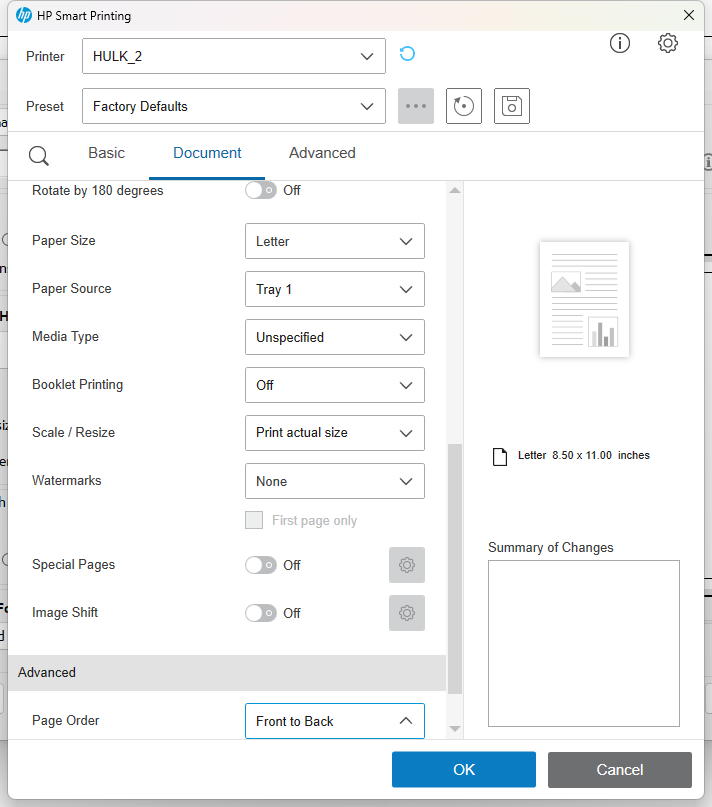 HP Smart Printing
Printer HULK_2
Preset Factory Defaults
Basic Document Advanced
Rotate by 180 degrees Off
Paper Size Letter
Paper Source Tray 1
Media Type Unspecified
Booklet Printing Off
Scale / Resize Print actual size
Watermarks None
First page only
Special Pages Off
Image Shift Off
Advanced
Page Order Front to Back
Letter 8.50 x 11.00 inches
Summary of Changes
OK Cancel